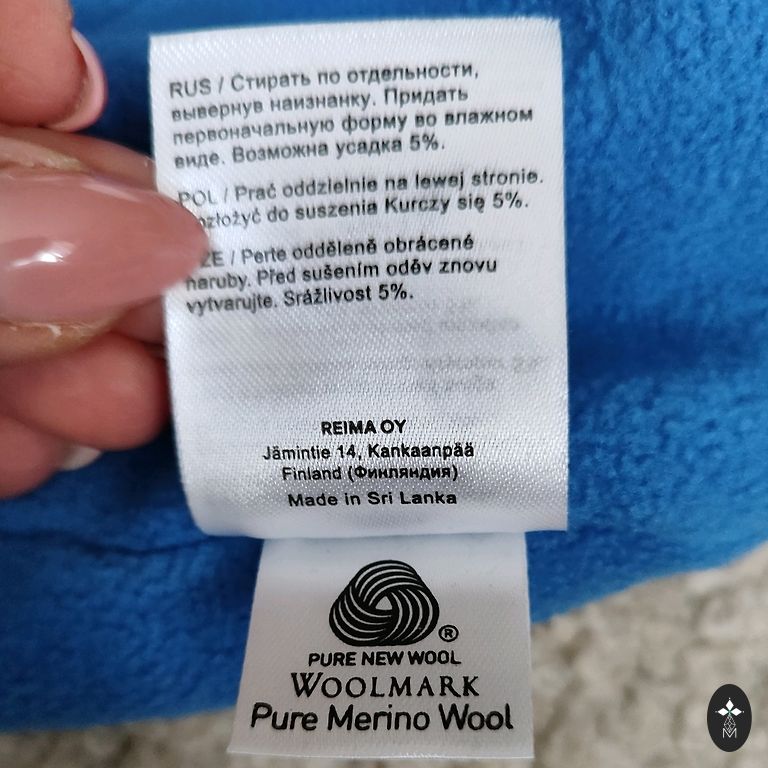 RUS / Стирать по отдельности,
вывернув наизнанку. Придать
первоначальную форму во влажном
виде. Возможна усадка 5%.
POL / Prać oddzielnie na lewej stronie.
ozłożyć do suszenia Kurczy się 5%.
ZE / Perte odděleně obrácené
naruby. Před sušením oděv znovu
vytvarujte. Srážlivost 5%.
REIMA OY
Jämintie 14, Kankaanpää
Finland (Финляндия)
Made in Sri Lanka
®
PURE NEW WOOL
WOOLMARK
Pure Merino Wool
M